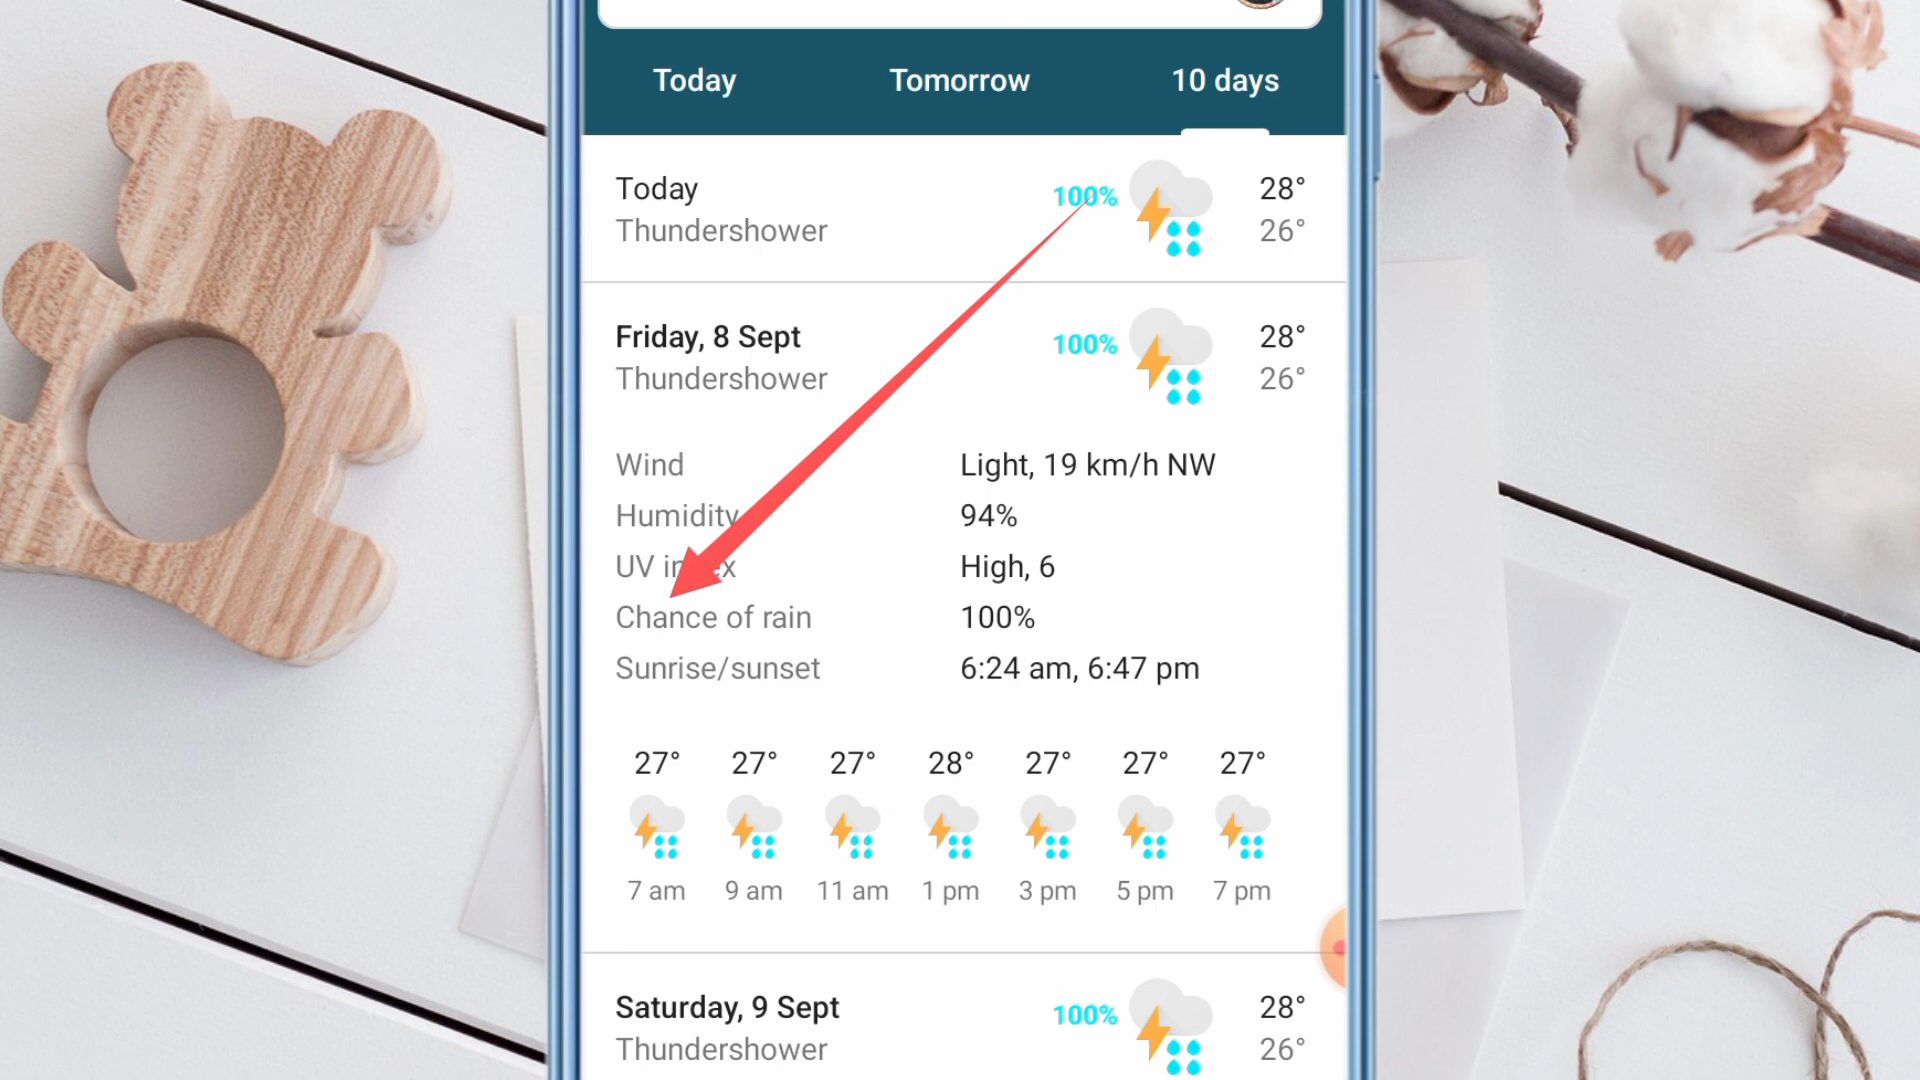 Today Tomorrow 10 days
Today 100% 28°
Thundershower 26°
Friday, 8 Sept 100% 28°
Thundershower 26°
Wind Light, 19 km/h NW
Humidity 94%
UV index High, 6
Chance of rain 100%
Sunrise/sunset 6:24 am, 6:47 pm
27° 27° 27° 28° 27° 27° 27°
7 am 9 am 11 am 1 pm 3 pm 5 pm 7 pm
Saturday, 9 Sept 100% 28°
Thundershower 26°